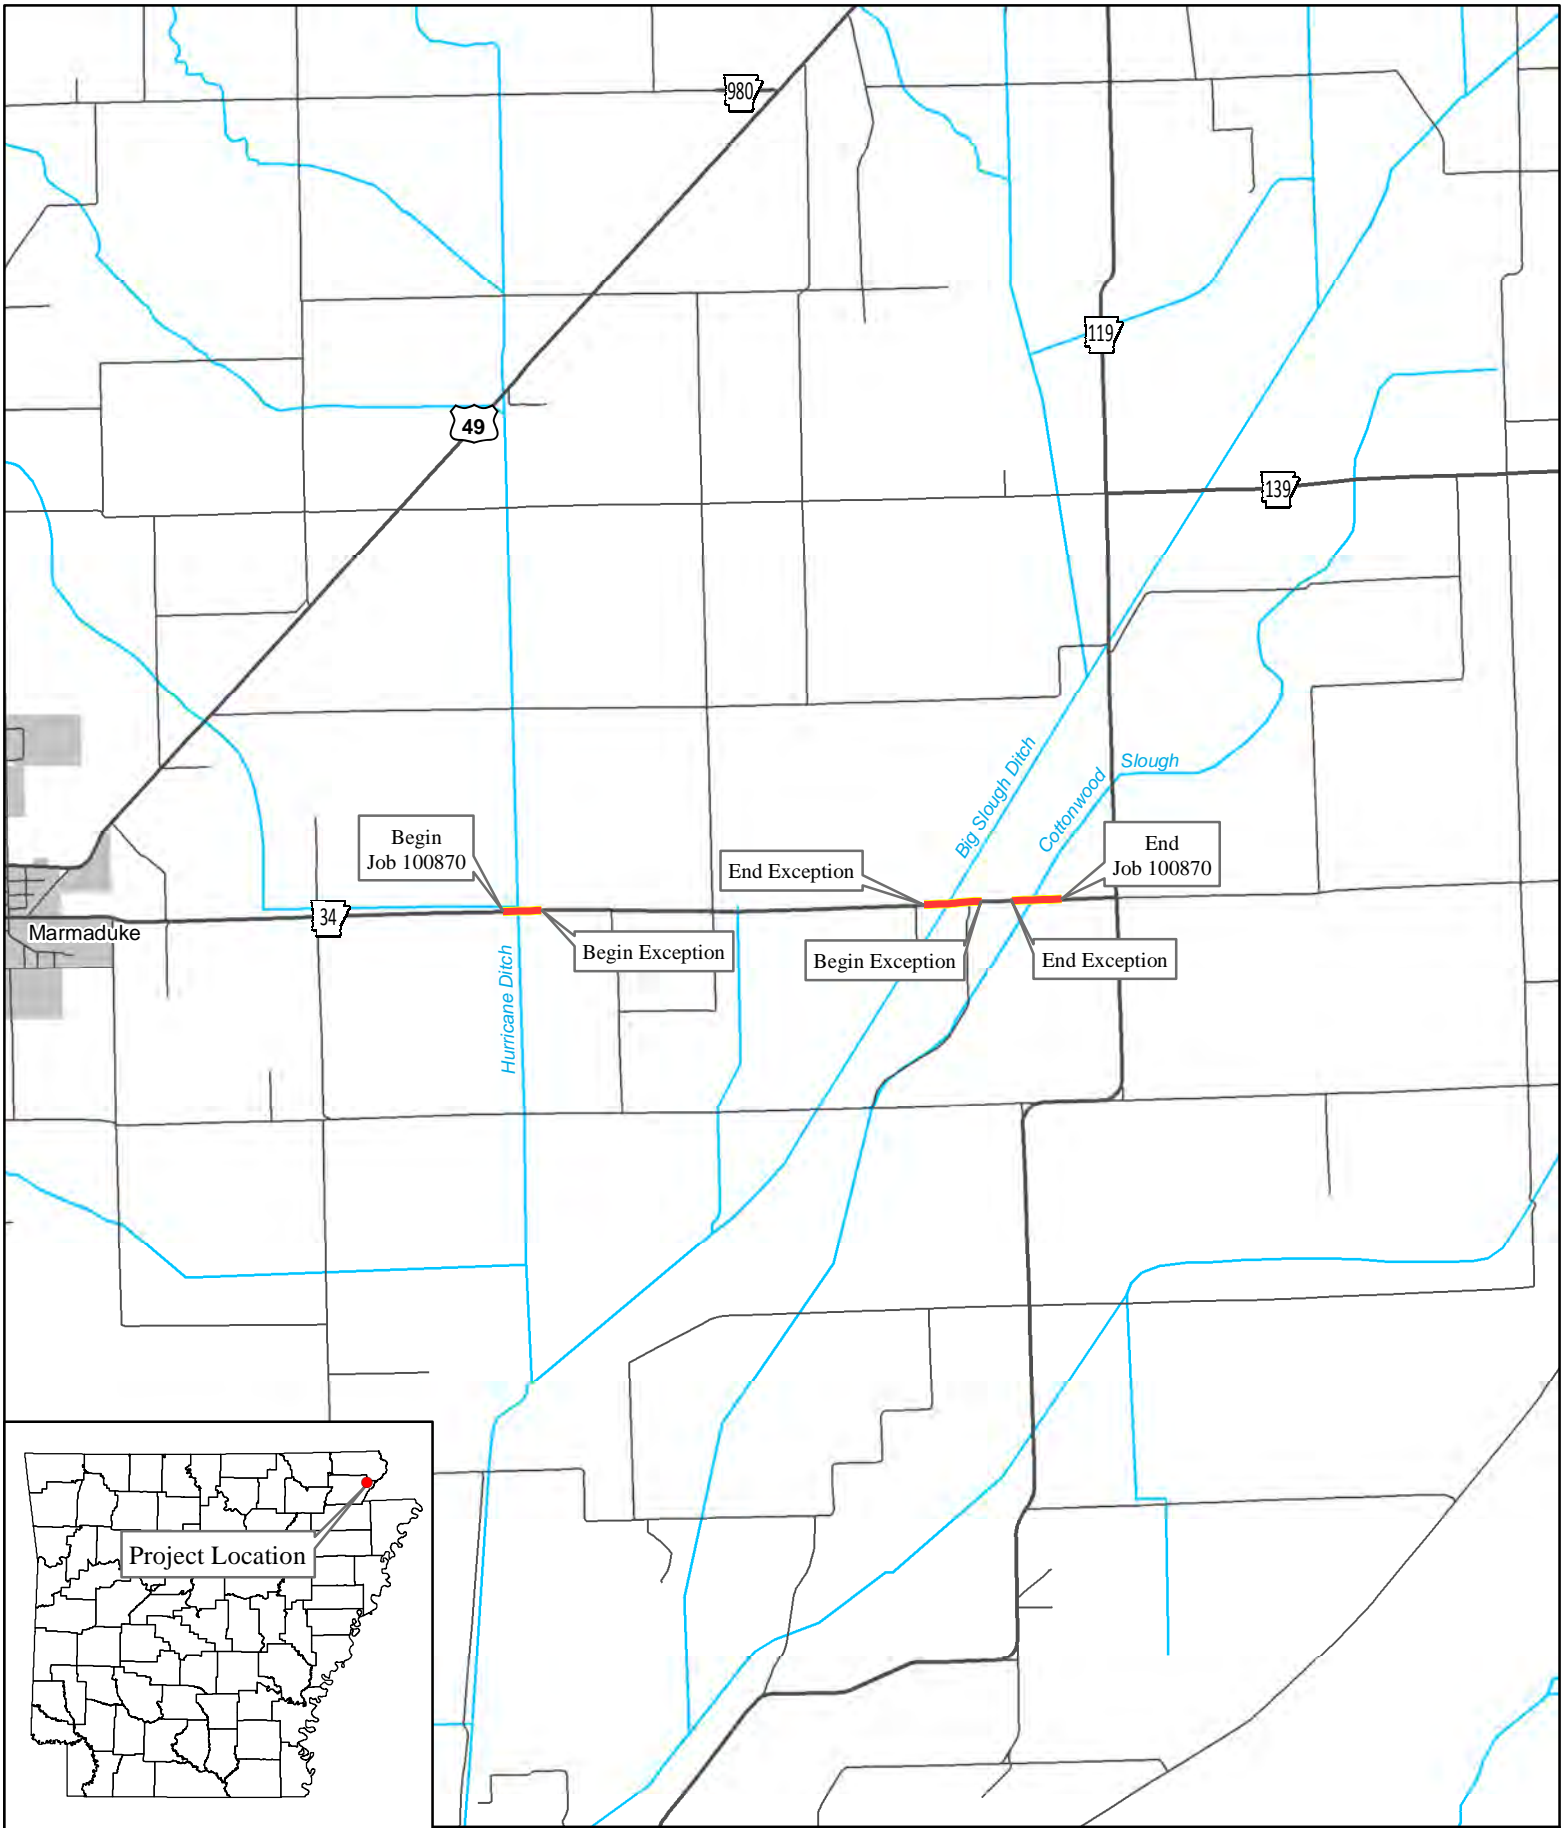 980
119
49
139
Big Slough Ditch
Cottonwood
Slough
Begin
Job 100870
End
Job 100870
End Exception
34
Marmaduke
Begin Exception
Begin Exception
End Exception
Hurricane Ditch
Project Location